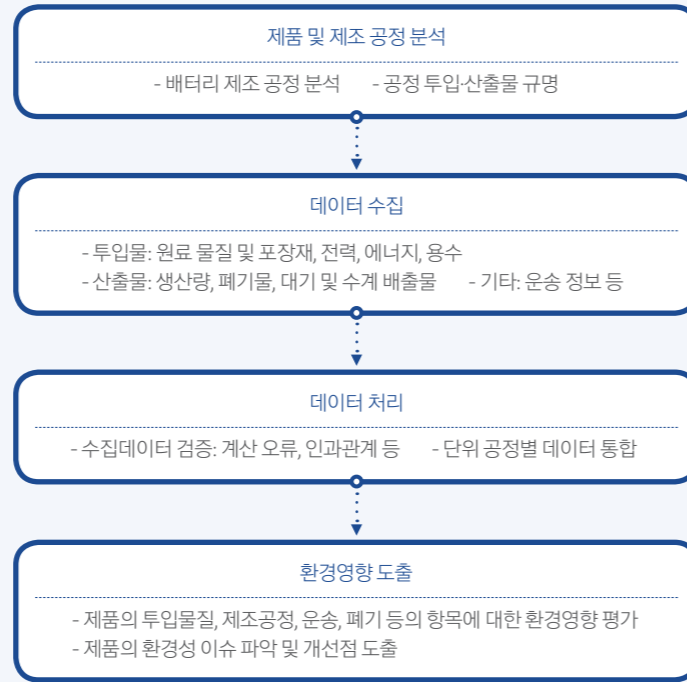 제품 및 제조 공정 분석
- 배터리 제조 공정 분석 - 공정 투입·산출물 규명
데이터 수집
- 투입물: 원료 물질 및 포장재, 전력, 에너지, 용수
- 산출물: 생산량, 폐기물, 대기 및 수계 배출물 - 기타: 운송 정보 등
데이터 처리
- 수집데이터 검증: 계산 오류, 인과관계 등 - 단위 공정별 데이터 통합
환경영향 도출
- 제품의 투입물질, 제조공정, 운송, 폐기 등의 항목에 대한 환경영향 평가
- 제품의 환경성 이슈 파악 및 개선점 도출